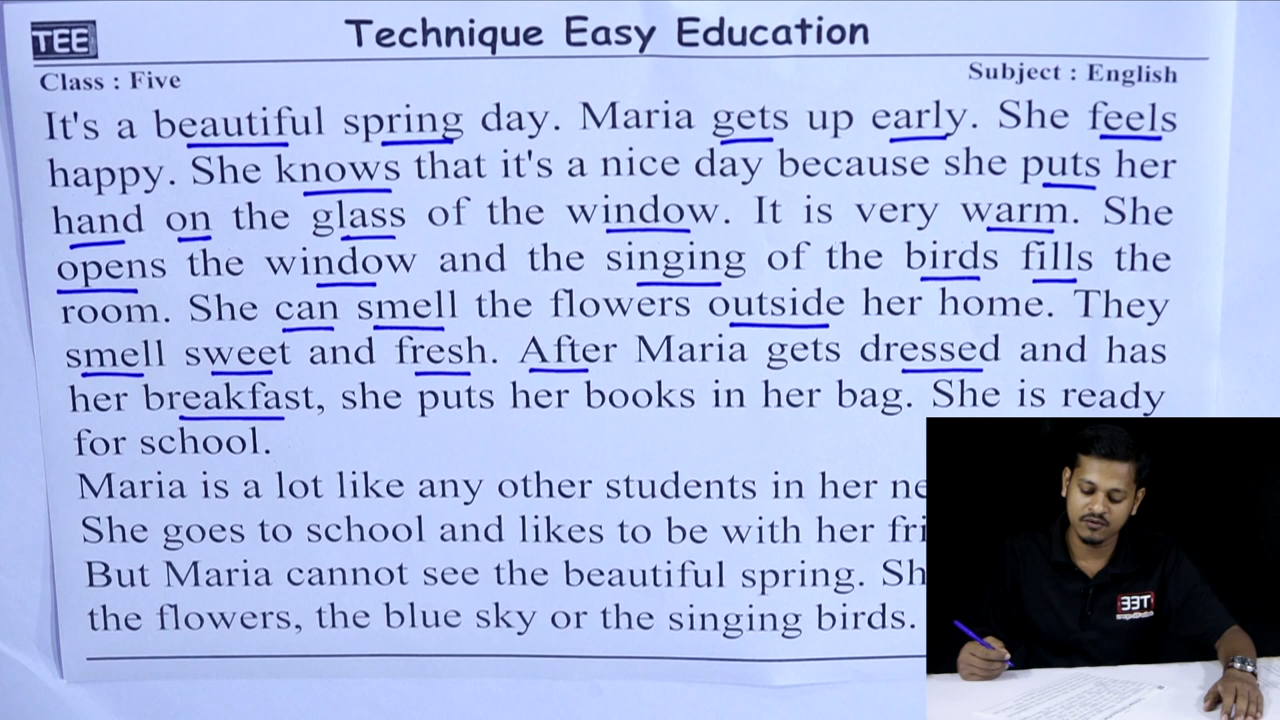 TEE
Technique Easy Education
Class : Five
Subject : English
It's a beautiful spring day. Maria gets up early. She feels
happy. She knows that it's a nice day because she puts her
hand on the glass of the window. It is very warm. She
opens the window and the singing of the birds fills the
room. She can smell the flowers outside her home. They
smell sweet and fresh. After Maria gets dressed and has
her breakfast, she puts her books in her bag. She is ready
for school.
Maria is a lot like any other students in her
She goes to school and likes to be with her
But Maria cannot see the beautiful spring.
the flowers, the blue sky or the singing birds.